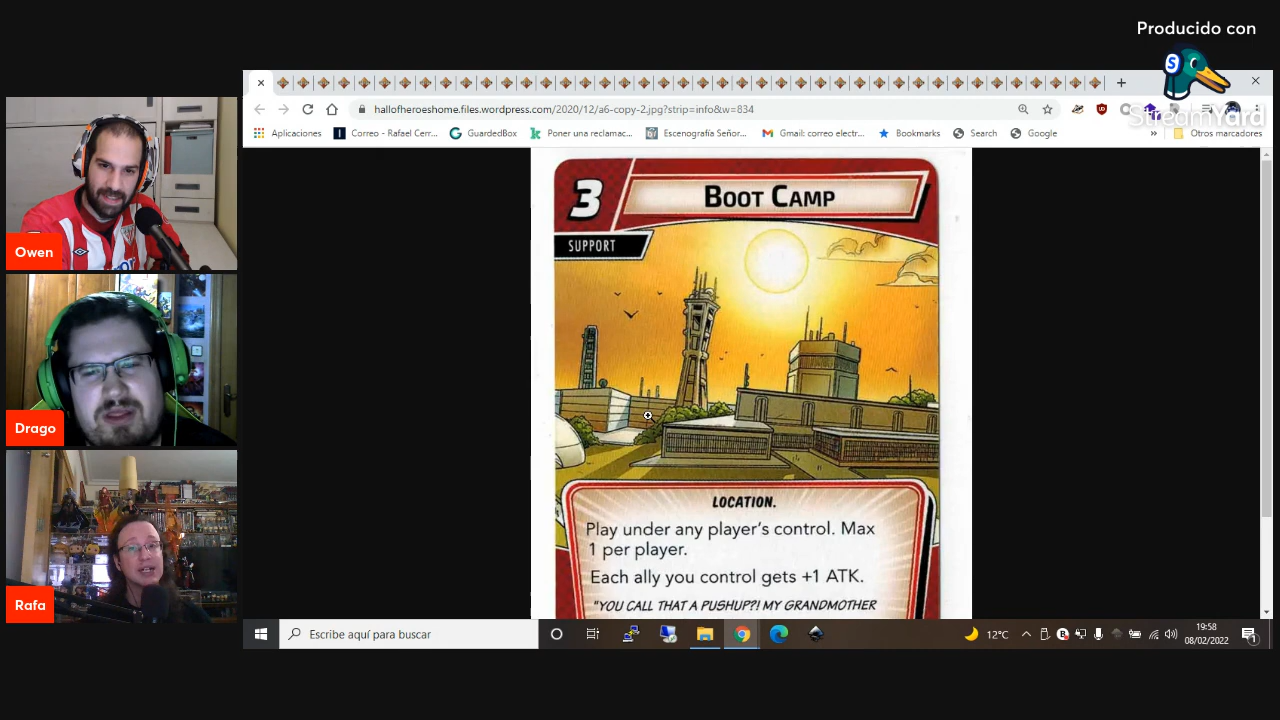 Producido con
StreamYard
hallofheroeshome.files.wordpress.com/2020/12/a6-copy-2.jpg?strip=info&w=834
Aplicaciones
Correo - Rafael Cerr...
GuardedBox
Poner una reclamac...
Escenografía Señor...
Gmail: correo electr...
Bookmarks
Search
Google
»
Otros marcadores
Owen
Drago
Rafa
3
BOOT CAMP
SUPPORT
LOCATION.
Play under any player's control. Max
1 per player.
Each ally you control gets +1 ATK.
"YOU CALL THAT A PUSHUP?! MY GRANDMOTHER
Escribe aquí para buscar
12°C
19:58
08/02/2022
1